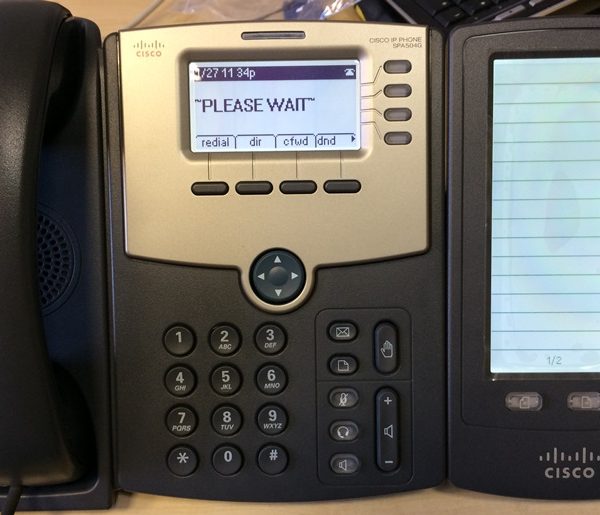 CISCO
CISCO IP PHONE
SPA504G
/27 11 34p
~PLEASE WAIT~
redial dir cfwd dnd
1 2 ABC 3 DEF
4 GHI 5 JKL 6 MNO
7 PQRS 8 TUV 9 WXYZ
* 0 #
+
-
1/2
CISCO